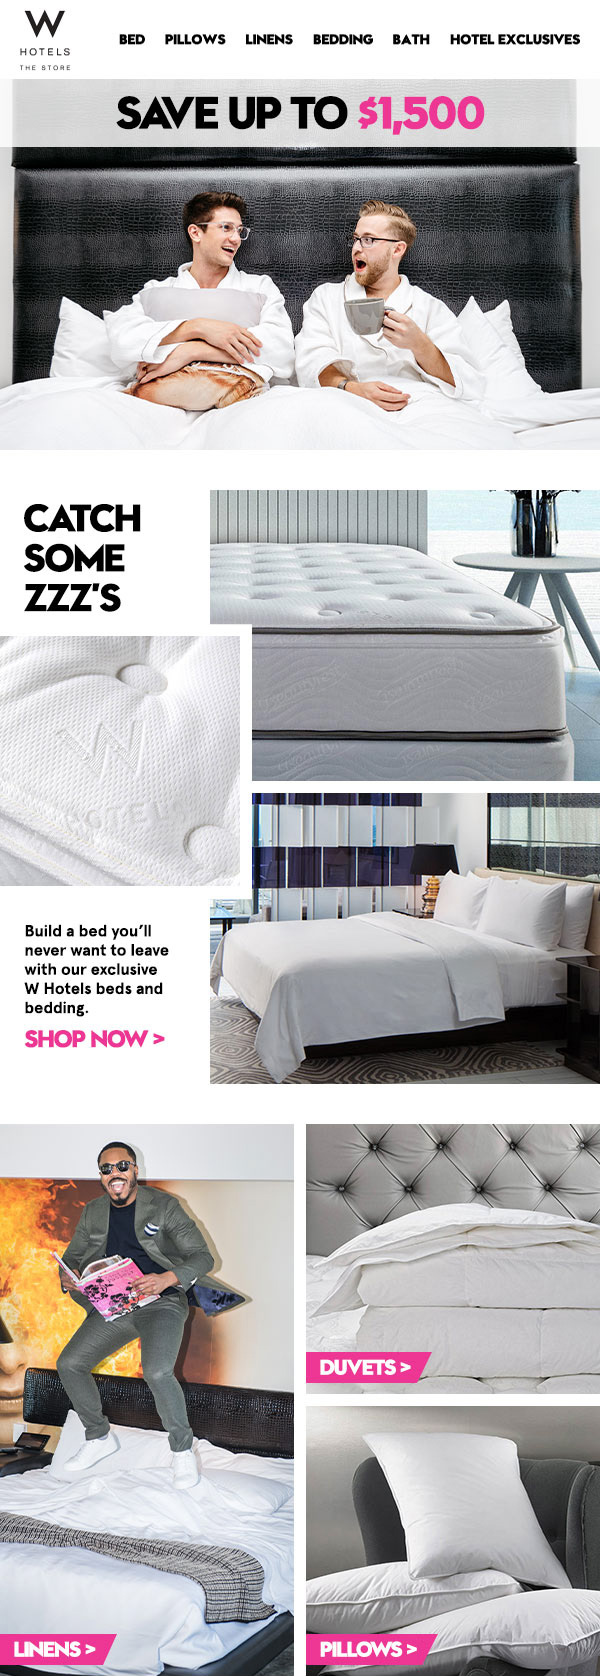 W
HOTELS
THE STORE
BED PILLOWS LINENS BEDDING BATH HOTEL EXCLUSIVES
SAVE UP TO $1,500
CATCH
SOME
ZZZ'S
W
HOTELS
Build a bed you'll
never want to leave
with our exclusive
W Hotels beds and
bedding.
SHOP NOW >
DUVETS >
LINENS >
PILLOWS >